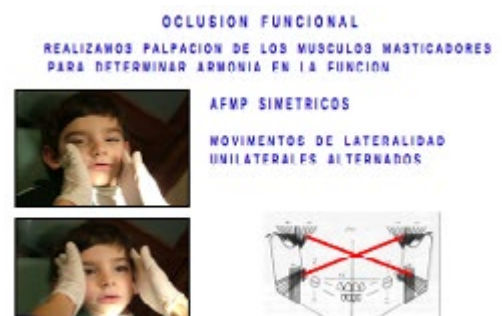 OCLUSION FUNCIONAL
REALIZAMOS PALPACION DE LOS MUSCULOS MASTICADORES
PARA DETERMINAR ARMONIA EN LA FUNCION
AFMP SIMETRICOS
MOVIMENTOS DE LATERALIDAD
UNILATERALES ALTERNADOS